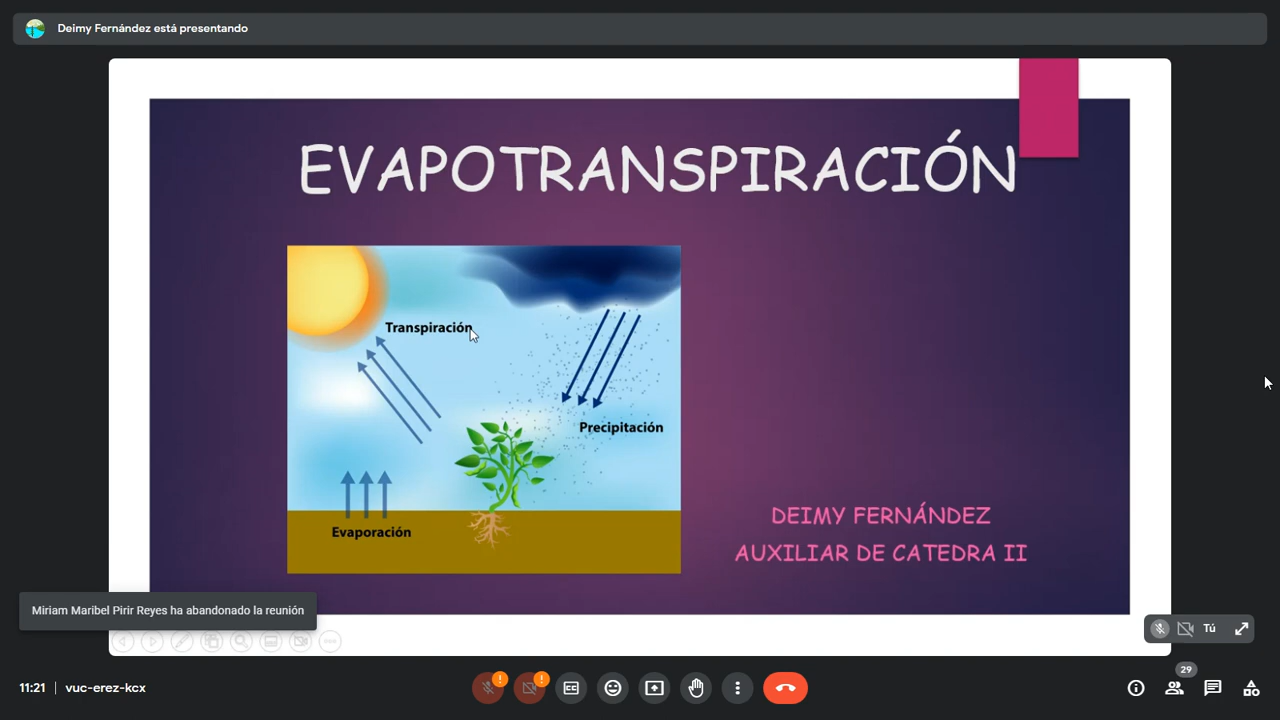 Deimy Fernández está presentando
EVAPOTRANSPIRACIÓN
Transpiración
Precipitación
Evaporación
DEIMY FERNÁNDEZ
AUXILIAR DE CATEDRA II
Miriam Maribel Pirir Reyes ha abandonado la reunión
Tú
29
11:21 | vuc-erez-kcx